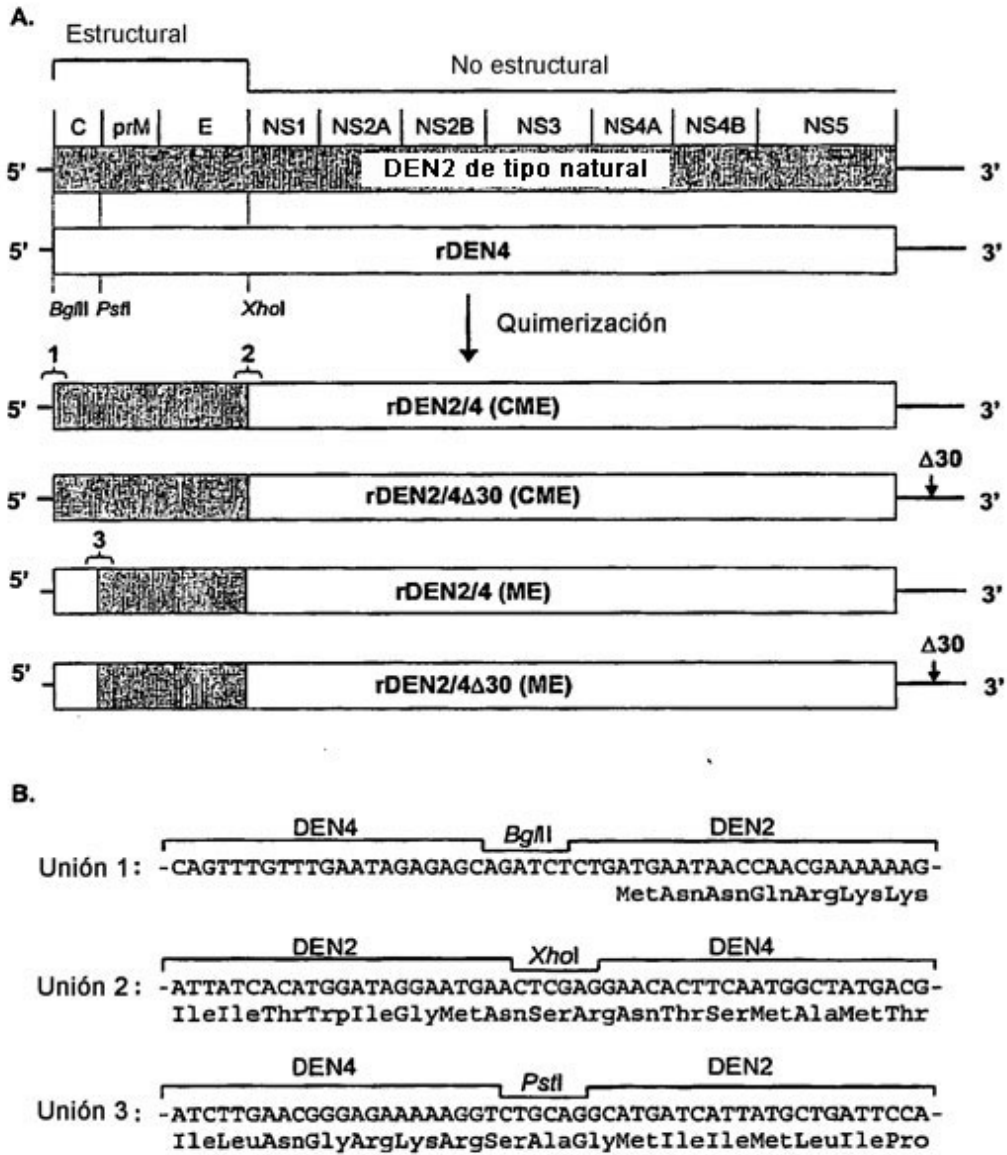 A.
Estructural
No estructural
C prM E NS1 NS2A NS2B NS3 NS4A NS4B NS5
5' DEN2 de tipo natural 3'
5' rDEN4 3'
BglII PstI XhoI
Quimerización
1 2
5' rDEN2/4 (CME) 3'
Δ30
5' rDEN2/4Δ30 (CME) 3'
3
5' rDEN2/4 (ME) 3'
Δ30
5' rDEN2/4Δ30 (ME) 3'
B.
DEN4 BglII DEN2
Unión 1: -CAGTTTGTTTGAATAGAGAGCAGATCTCTGATGAATAACCAACGAAAAAAG-
MetAsnAsnGlnArgLysLys
DEN2 XhoI DEN4
Unión 2: -ATTATCACATGGATAGGAATGAACTCGAGGAACACTTCAATGGCTATGACG-
IleIleThrTrpIleGlyMetAsnSerArgAsnThrSerMetAlaMetThr
DEN4 PstI DEN2
Unión 3: -ATCTTGAACGGGAGAAAAAGGTCTGCAGGCATGATCATTATGCTGATTCCA-
IleLeuAsnGlyArgLysArgSerAlaGlyMetIleIleMetLeuIlePro